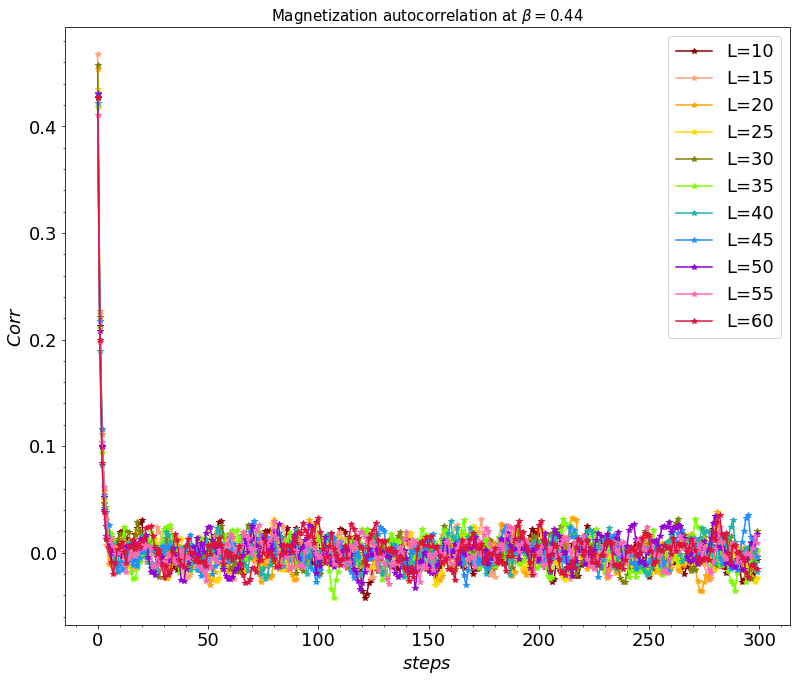 Magnetization autocorrelation at β = 0.44
L=10
L=15
L=20
L=25
L=30
L=35
L=40
L=45
L=50
L=55
L=60
Corr
0.4
0.3
0.2
0.1
0.0
0 50 100 150 200 250 300
steps